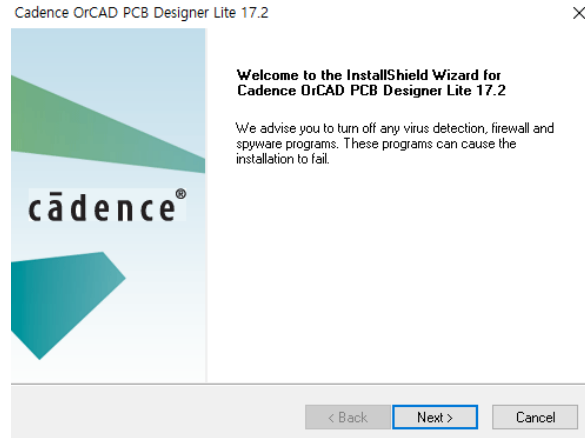 Cadence OrCAD PCB Designer Lite 17.2
Welcome to the InstallShield Wizard for
Cadence OrCAD PCB Designer Lite 17.2
We advise you to turn off any virus detection, firewall and
spyware programs. These programs can cause the
installation to fail.
cādence®
< Back
Next >
Cancel